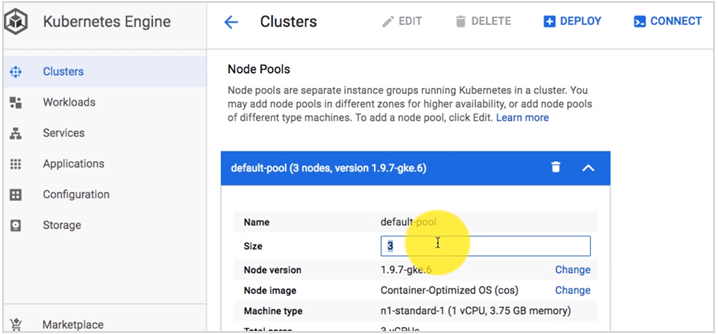 Kubernetes Engine
Clusters
EDIT
DELETE
DEPLOY
CONNECT
Clusters
Workloads
Services
Applications
Configuration
Storage
Marketplace
Node Pools
Node pools are separate instance groups running Kubernetes in a cluster. You
may add node pools in different zones for higher availability, or add node pools
of different type machines. To add a node pool, click Edit. Learn more
default-pool (3 nodes, version 1.9.7-gke.6)
Name default-pool
Size 3
Node version 1.9.7-gke.6 Change
Node image Container-Optimized OS (cos) Change
Machine type n1-standard-1 (1 vCPU, 3.75 GB memory)
Total cores 3 vCPUs